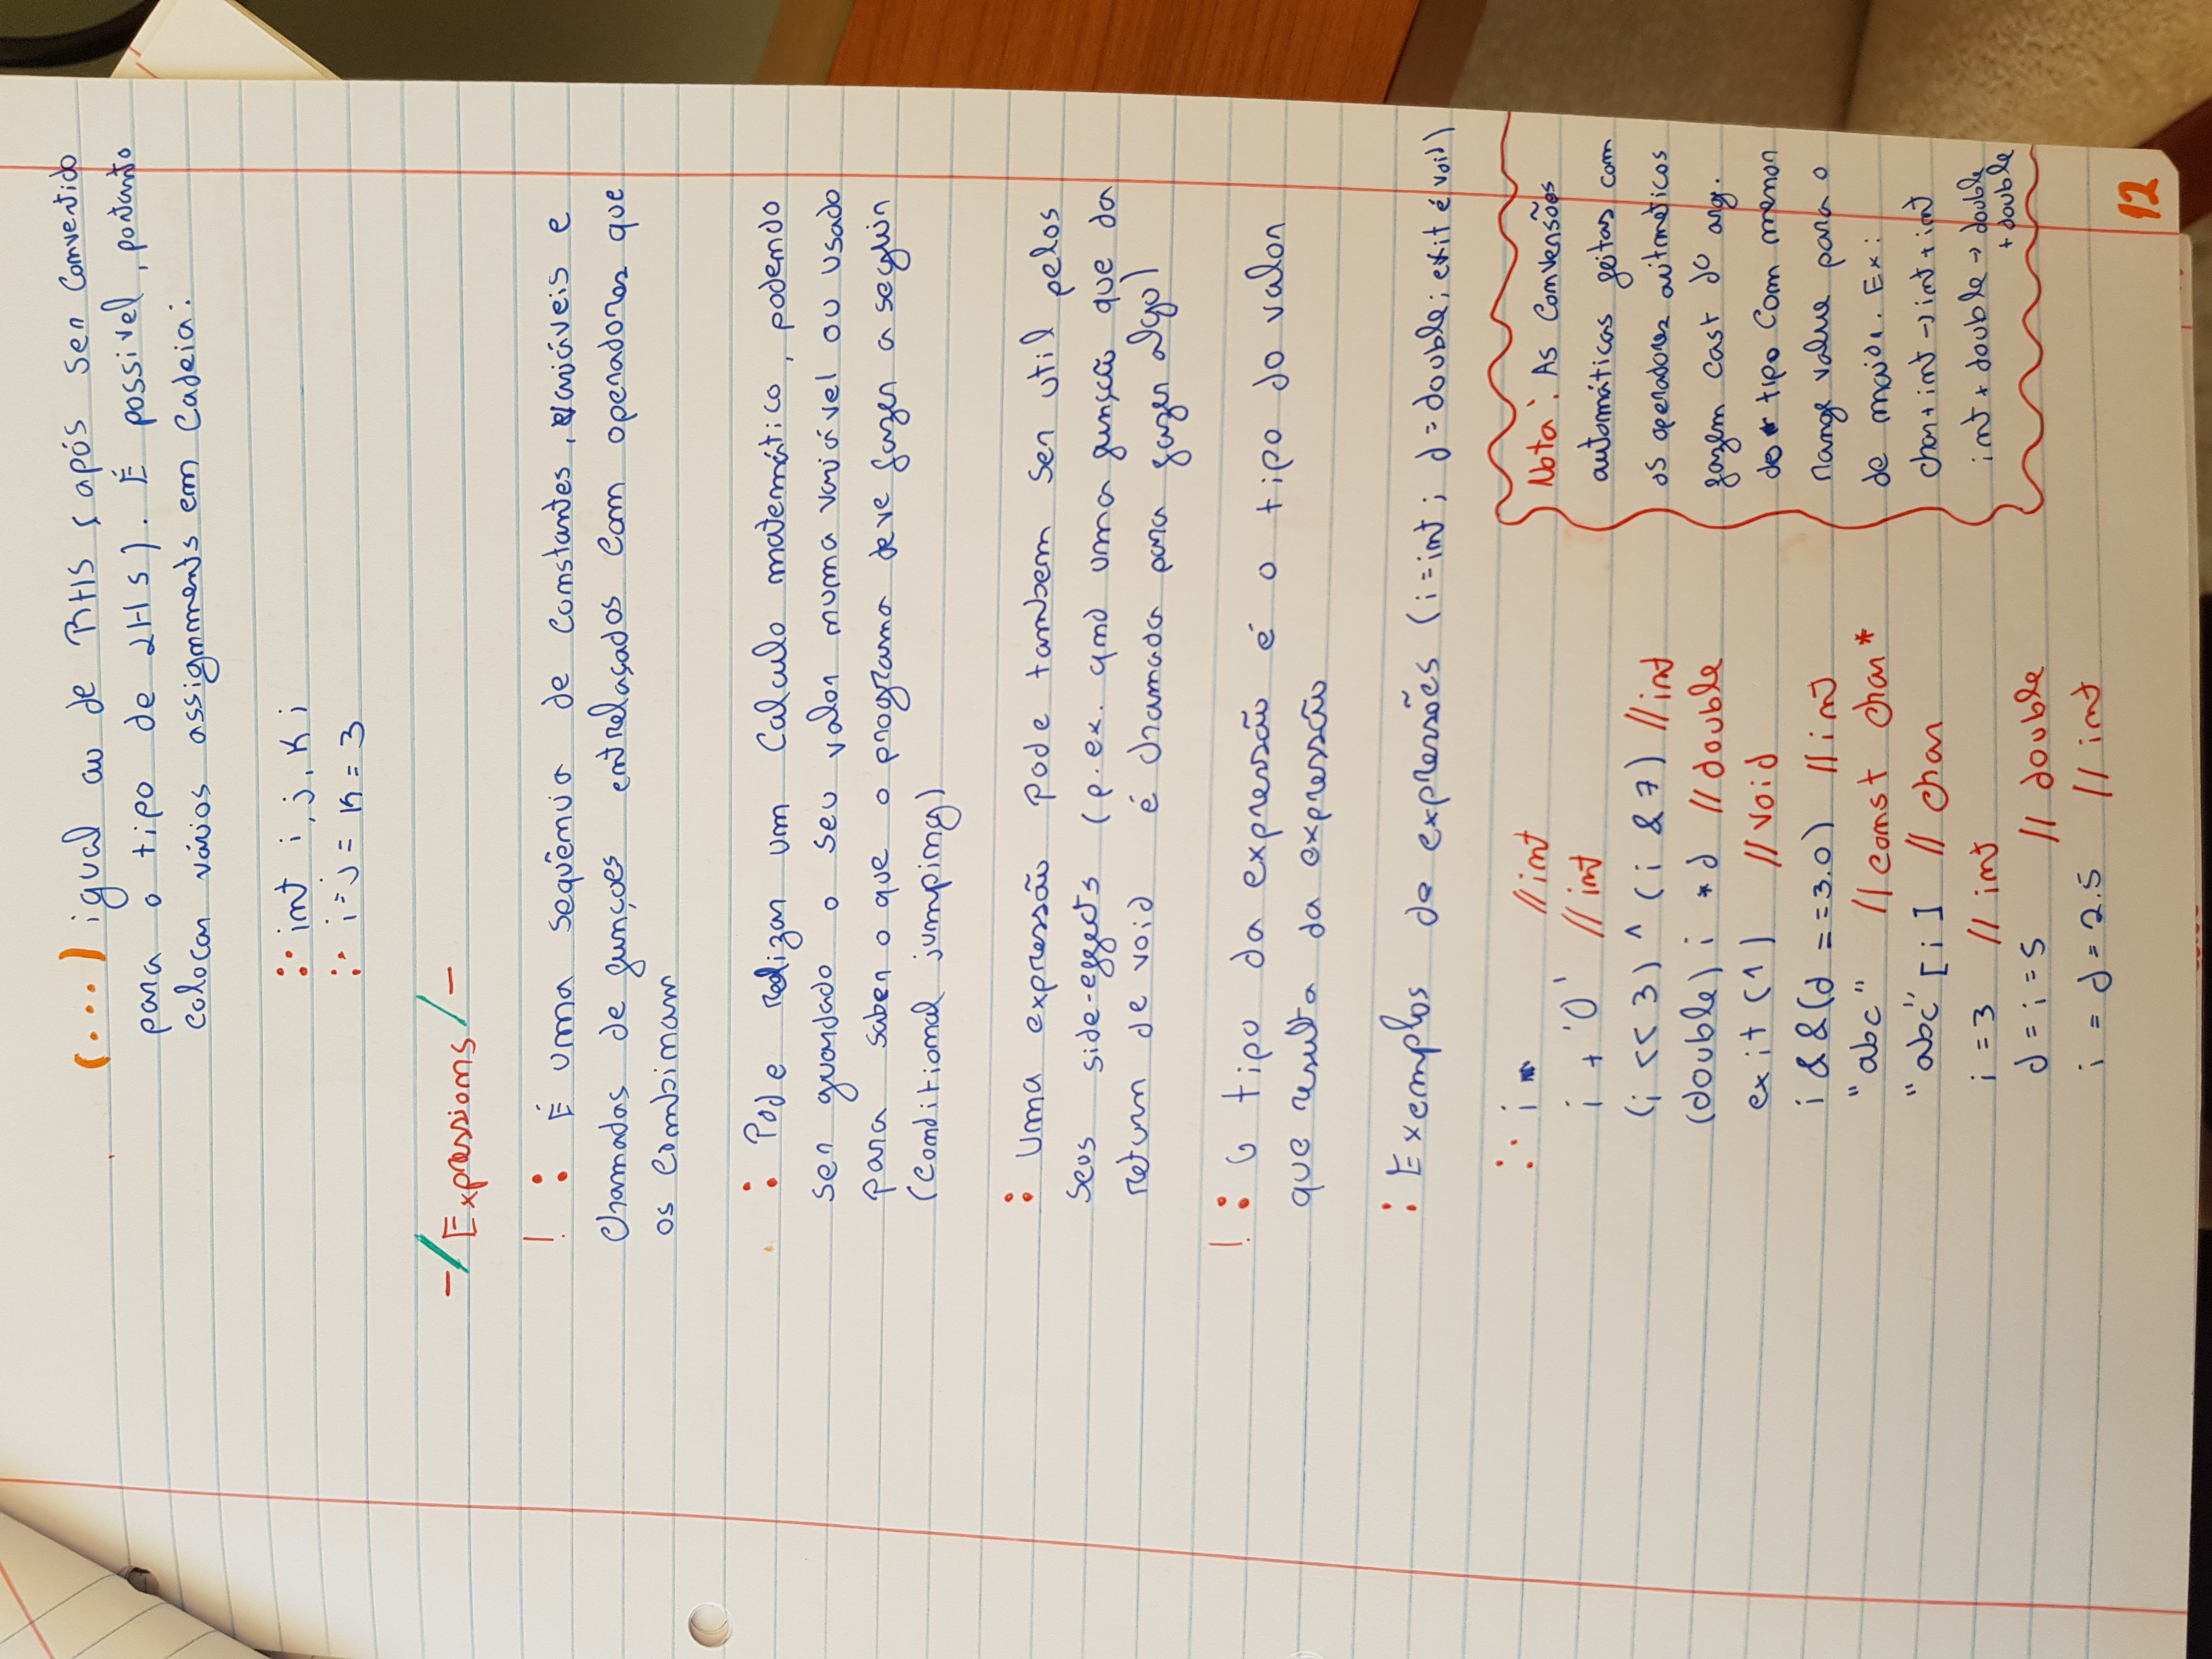 (...) igual ao de RHS (após ser convertido
para o tipo de LHS). É possivel, portanto
colocar vários assignments em cadeia:
int i, j, k;
i = j = k = 3
-/Expressions/-
! : É uma sequência de constantes, variáveis e
chamadas de funçoes entrelaçados com operadores que
os combinam
: Pode realizar um calculo matemático, podendo
ser guardado o seu valor numa variável ou usado
para saber o que o programa deve fazer a seguir
(conditional jumping)
: Uma expressão pode tambem ser util pelos
seus side-effects (p.ex. qnd uma função que da
return de void é chamada para fazer algo)
! : O tipo da expressão é o tipo do valor
que resulta da expressão
: Exemplos de expressões (i=int; d=double; exit é void)
i //int
i + '0' //int
(i << 3) ^ (i & 7) //int
(double) i * d //double
exit (1) //void
i && (d == 3.0) //int
"abc" //const char*
"abc" [i] //char
i = 3 //int
d = i = 5 //double
i = d = 2.5 //int
Nota: As conversões
automáticas feitas com
os operadores aritmeticos
fazem cast do arg.
do tipo com menor
range value para o
de maior. Ex:
char + int → int + int
int + double → double
+ double
12